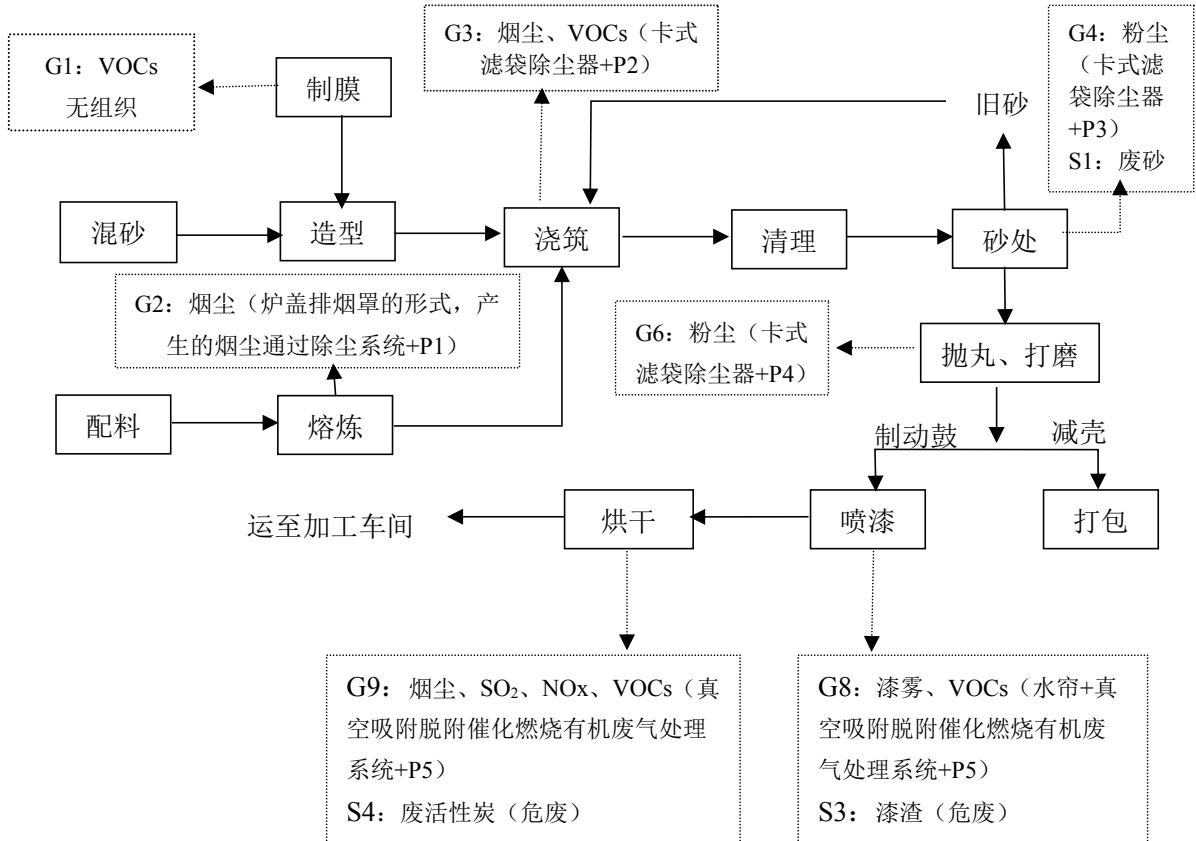 G3：烟尘、VOCs（卡式
滤袋除尘器+P2）
G4：粉尘
（卡式滤
袋除尘器
+P3）
S1：废砂
G1：VOCs
无组织
制膜
旧砂
混砂
造型
浇筑
清理
砂处
G2：烟尘（炉盖排烟罩的形式，产
生的烟尘通过除尘系统+P1）
G6：粉尘（卡式
滤袋除尘器+P4）
抛丸、打磨
配料
熔炼
制动鼓
减壳
运至加工车间
烘干
喷漆
打包
G9：烟尘、SO₂、NOx、VOCs（真
空吸附脱附催化燃烧有机废气处理
系统+P5）
S4：废活性炭（危废）
G8：漆雾、VOCs（水帘+真
空吸附脱附催化燃烧有机废
气处理系统+P5）
S3：漆渣（危废）